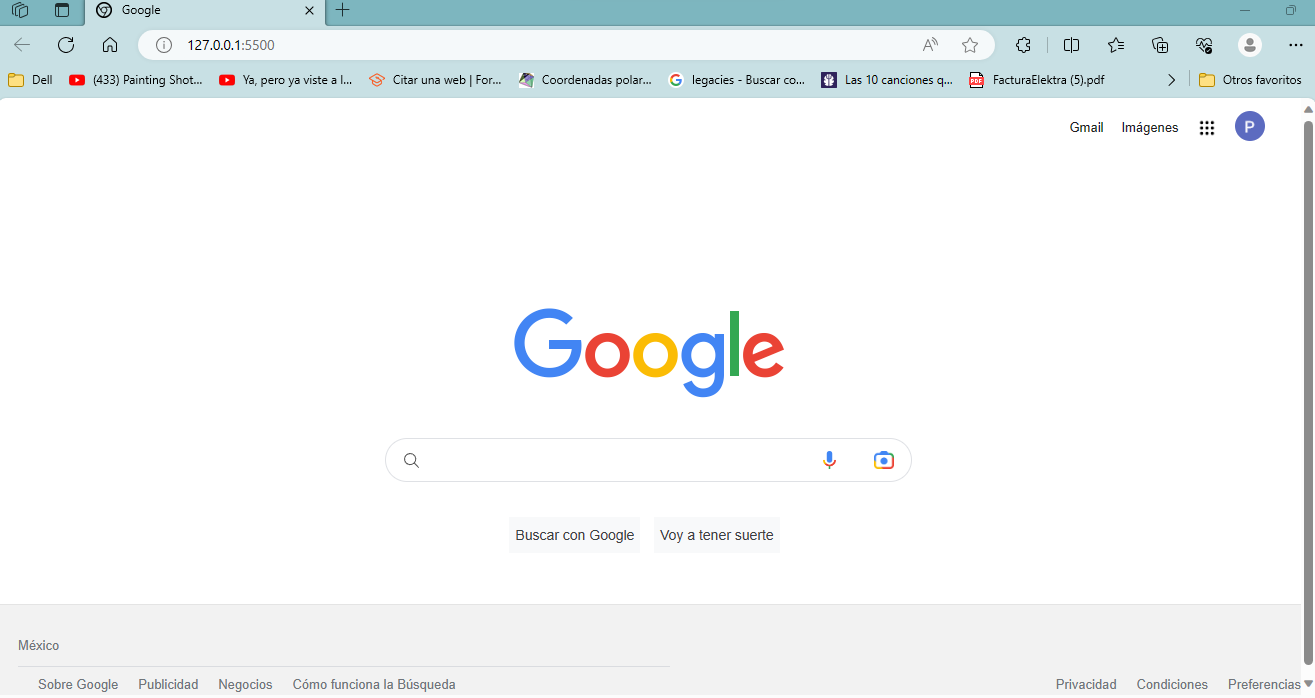 Google
127.0.0.1:5500
Dell (433) Painting Shot... Ya, pero ya viste a l... Citar una web | For... Coordenadas polar... legacies - Buscar co... Las 10 canciones q... FacturaElektra (5).pdf Otros favoritos
Gmail Imágenes P
Google
Buscar con Google Voy a tener suerte
México
Sobre Google Publicidad Negocios Cómo funciona la Búsqueda Privacidad Condiciones Preferencias